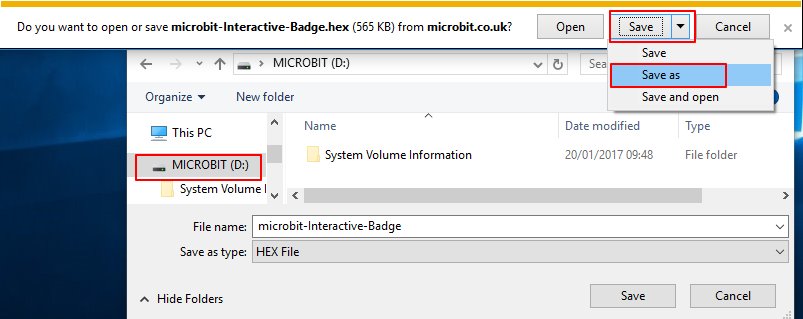 Do you want to open or save microbit-Interactive-Badge.hex (565 KB) from microbit.co.uk? Open Save Cancel
Save
Save as
Save and open
MICROBIT (D:)
Organize New folder
This PC
MICROBIT (D:)
System Volume
Name Date modified Type
System Volume Information 20/01/2017 09:48 File folder
File name: microbit-Interactive-Badge
Save as type: HEX File
Hide Folders Save Cancel